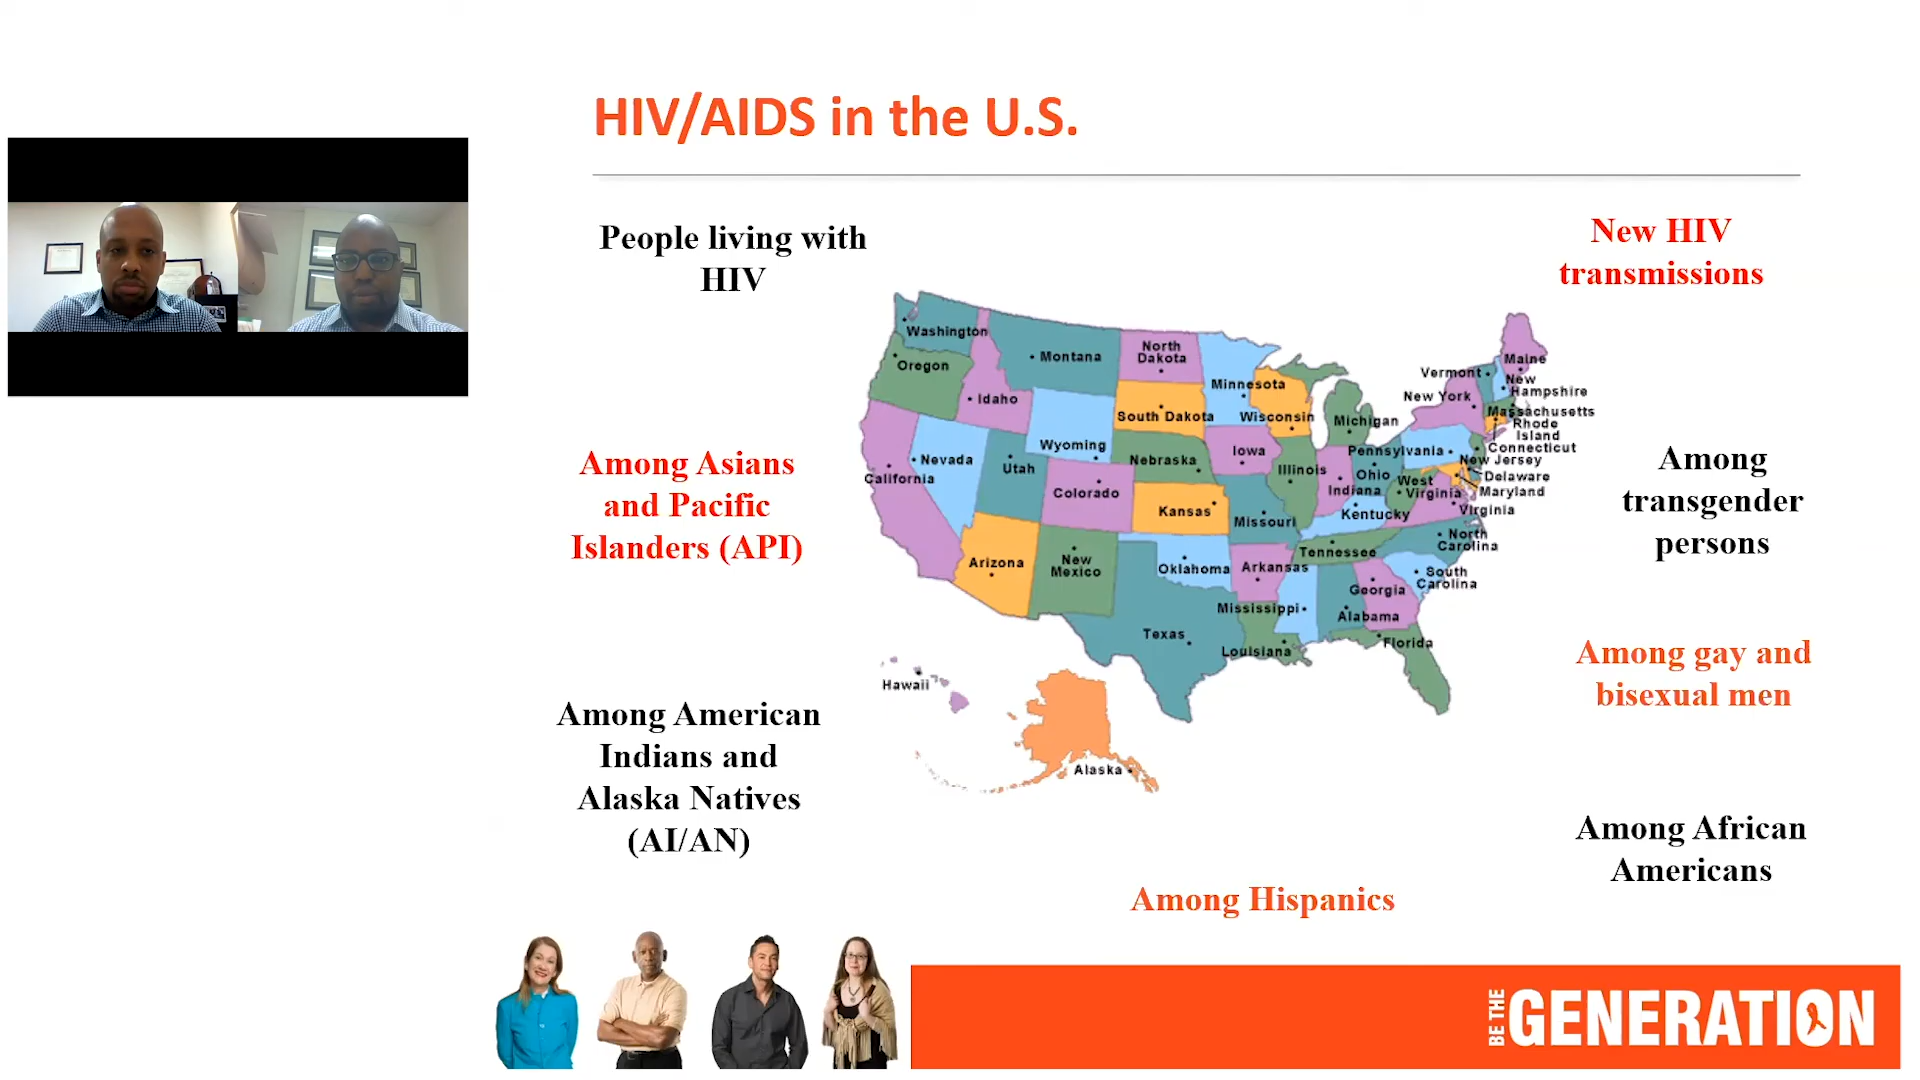 HIV/AIDS in the U.S.
People living with
HIV
New HIV
transmissions
Among Asians
and Pacific
Islanders (API)
Among
transgender
persons
Among gay and
bisexual men
Among American
Indians and
Alaska Natives
(AI/AN)
Among African
Americans
Among Hispanics
Washington
Oregon
Montana
Idaho
North
Dakota
South Dakota
Minnesota
Wisconsin
Michigan
Wyoming
Nebraska
Iowa
Illinois
Indiana
Ohio
Pennsylvania
New York
Vermont
Maine
New
Hampshire
Massachusetts
Rhode
Island
Connecticut
New Jersey
Delaware
Maryland
West
Virginia
Virginia
Nevada
Utah
California
Colorado
Kansas
Missouri
Kentucky
Tennessee
North
Carolina
South
Carolina
Arizona
New
Mexico
Oklahoma
Arkansas
Mississippi
Alabama
Georgia
Texas
Louisiana
Florida
Hawaii
Alaska
BE THE
GENERATION